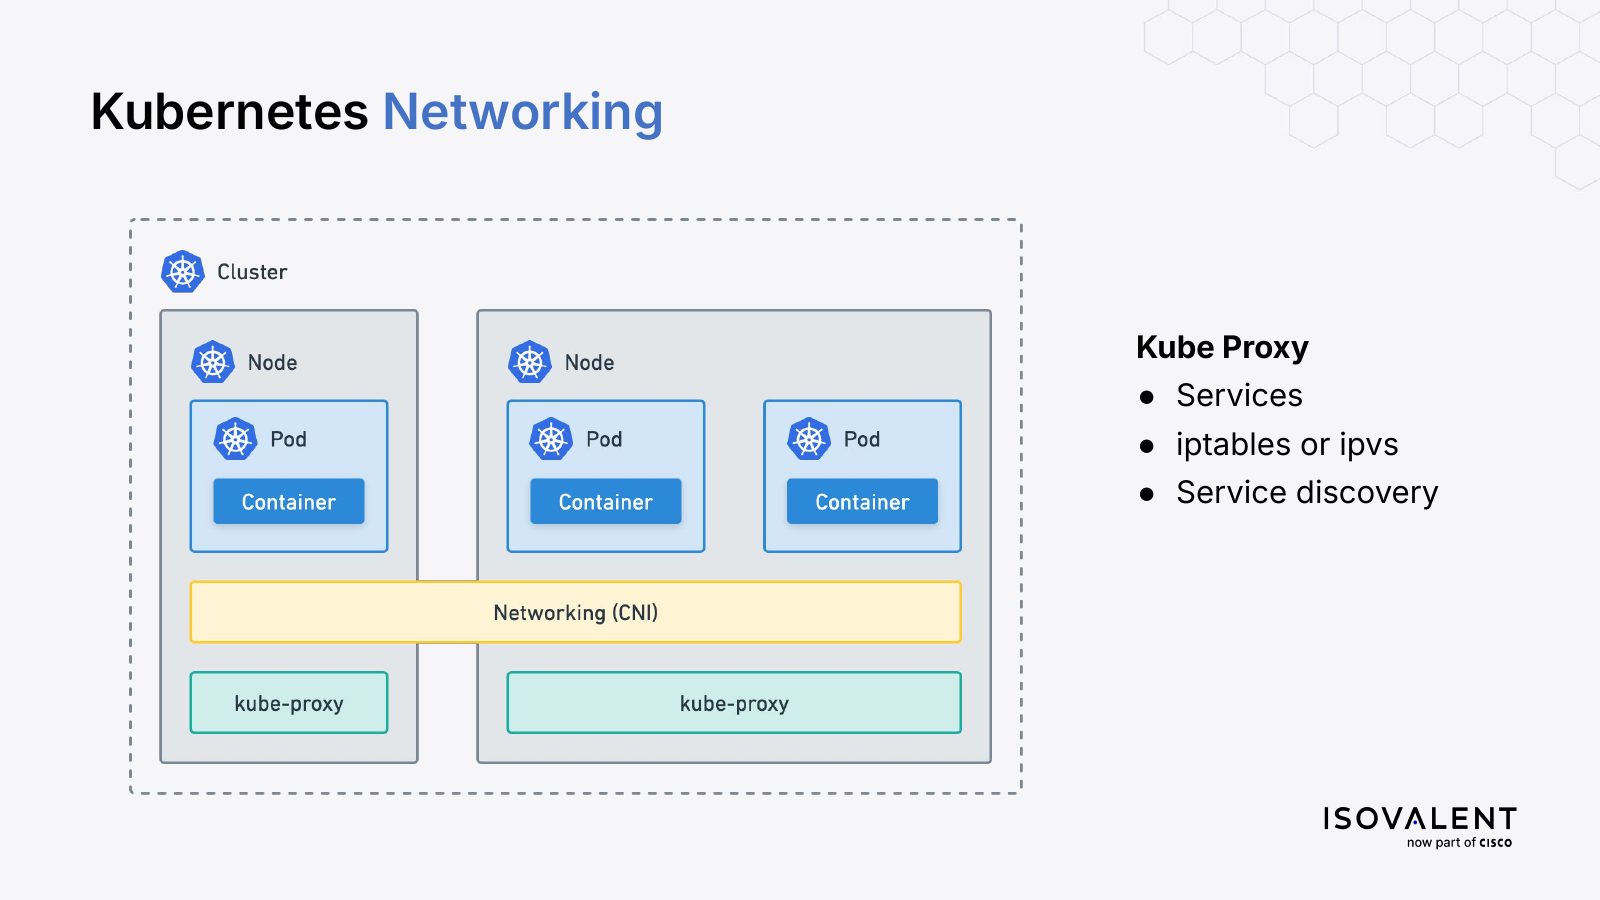 Kubernetes Networking
Cluster
Node
Node
Pod
Pod
Pod
Container
Container
Container
Networking (CNI)
kube-proxy
kube-proxy
Kube Proxy
● Services
● iptables or ipvs
● Service discovery
ISOVALENT
now part of CISCO